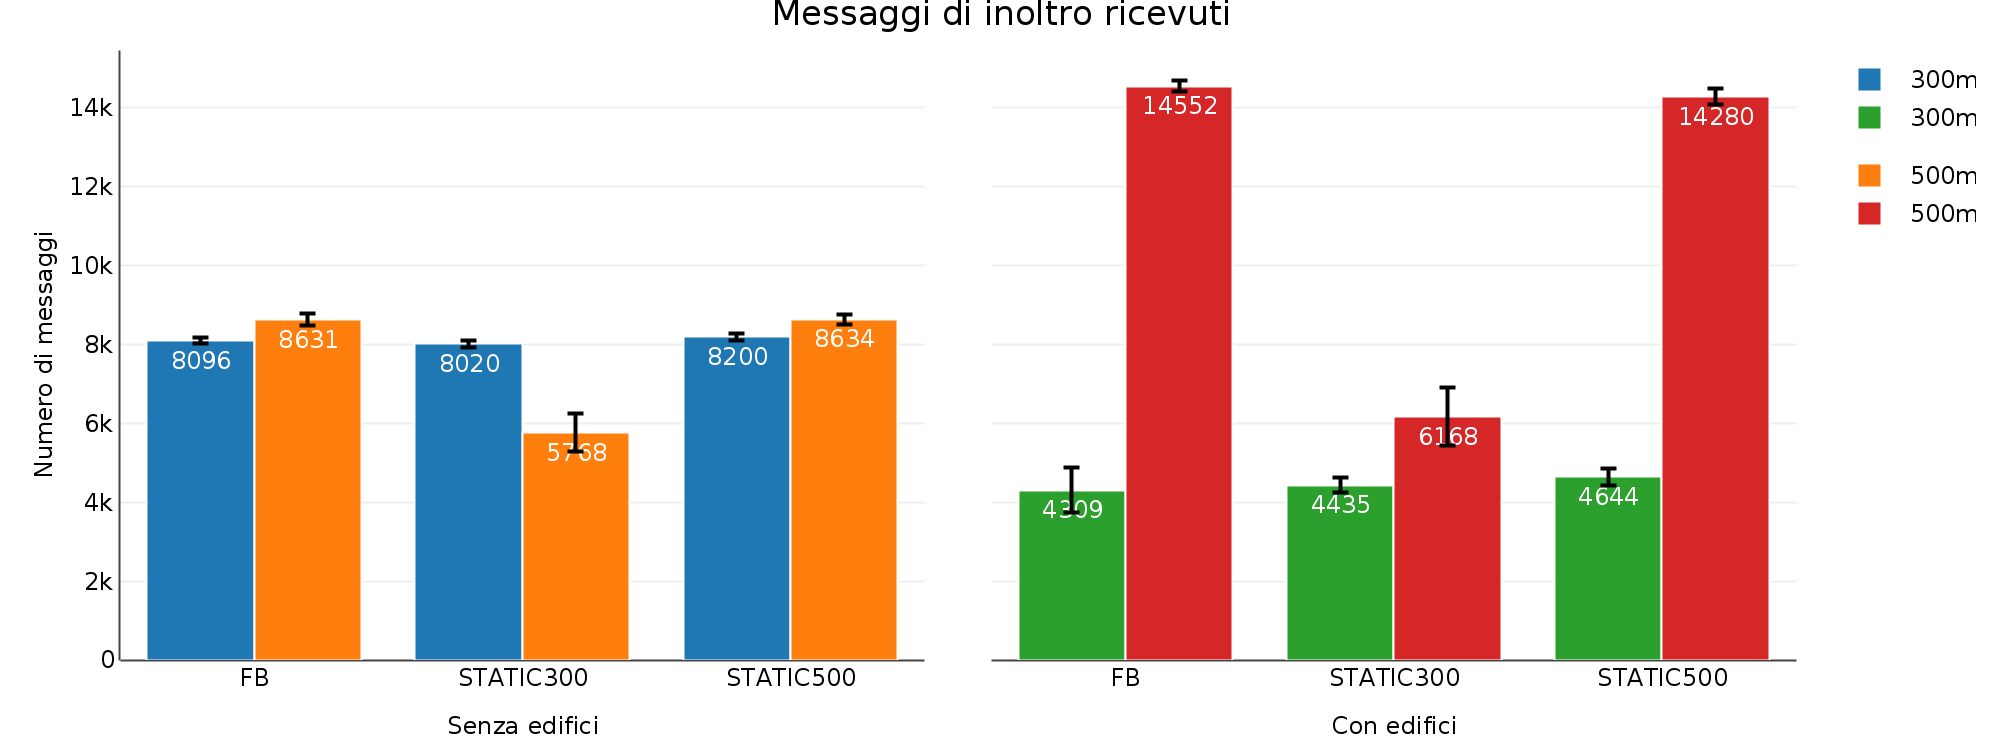 Messaggi di inoltro ricevuti
Numero di messaggi
14k
12k
10k
8k
6k
4k
2k
0
8096
8631
8020
5768
8200
8634
FB
STATIC300
STATIC500
Senza edifici
4309
14552
4435
6168
4644
14280
FB
STATIC300
STATIC500
Con edifici
300m
300m
500m
500m